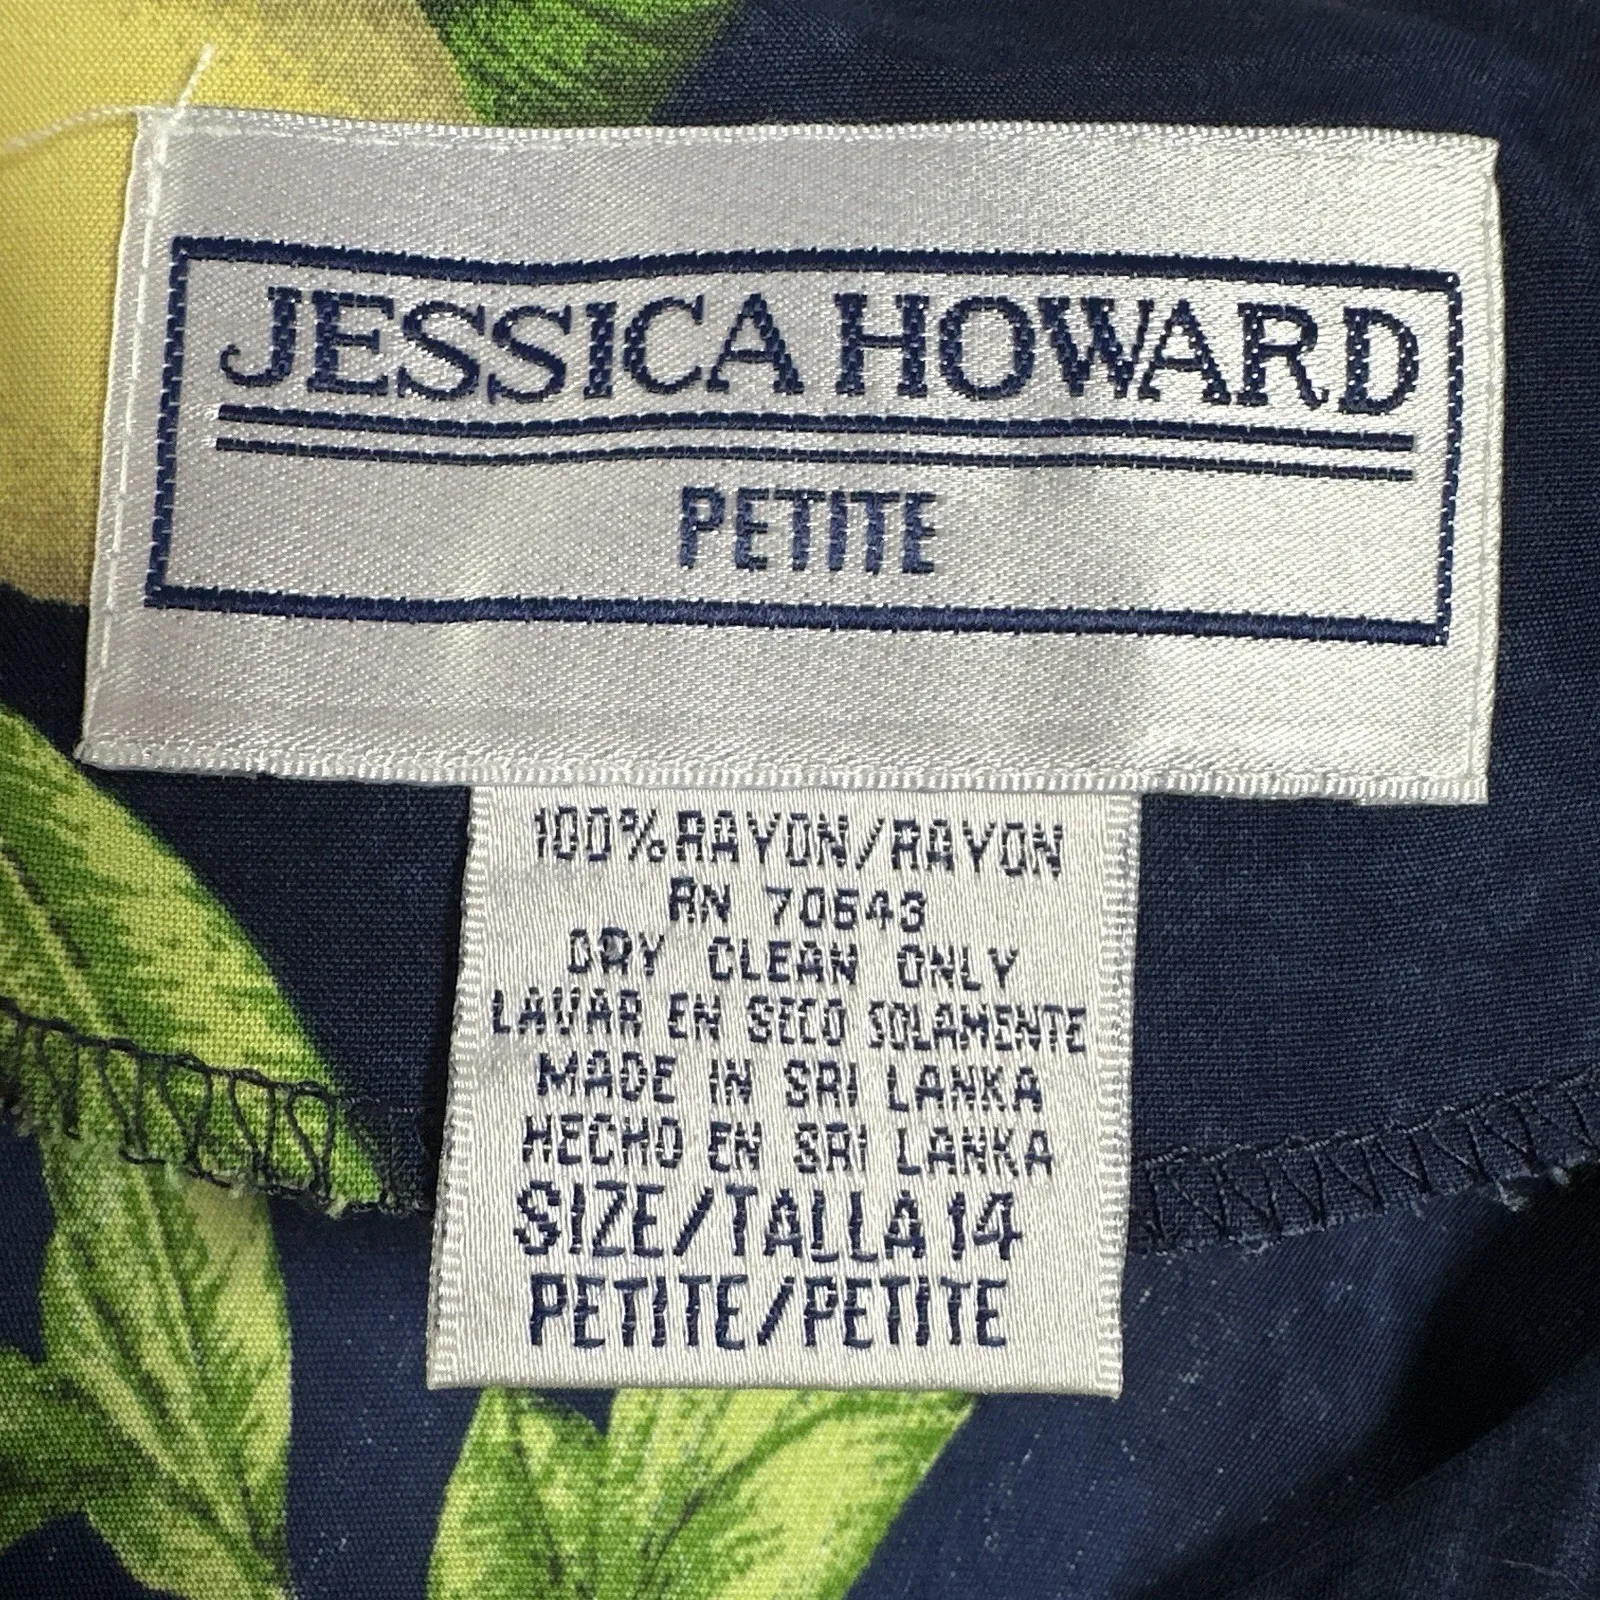 JESSICA HOWARD
PETITE
100% RAYON/RAYON
RN 70643
DRY CLEAN ONLY
LAVAR EN SECO SOLAMENTE
MADE IN SRI LANKA
HECHO EN SRI LANKA
SIZE/TALLA 14
PETITE/PETITE